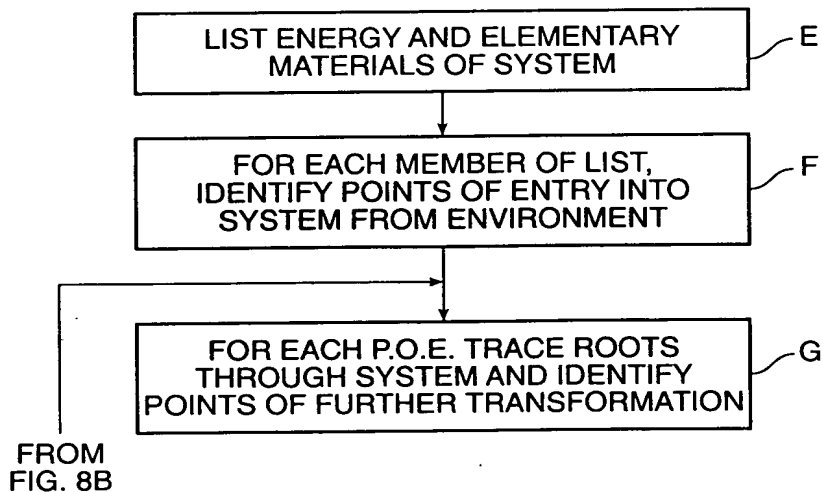 LIST ENERGY AND ELEMENTARY
MATERIALS OF SYSTEM
E
FOR EACH MEMBER OF LIST,
IDENTIFY POINTS OF ENTRY INTO
SYSTEM FROM ENVIRONMENT
F
FOR EACH P.O.E. TRACE ROOTS
THROUGH SYSTEM AND IDENTIFY
POINTS OF FURTHER TRANSFORMATION
G
FROM
FIG. 8B